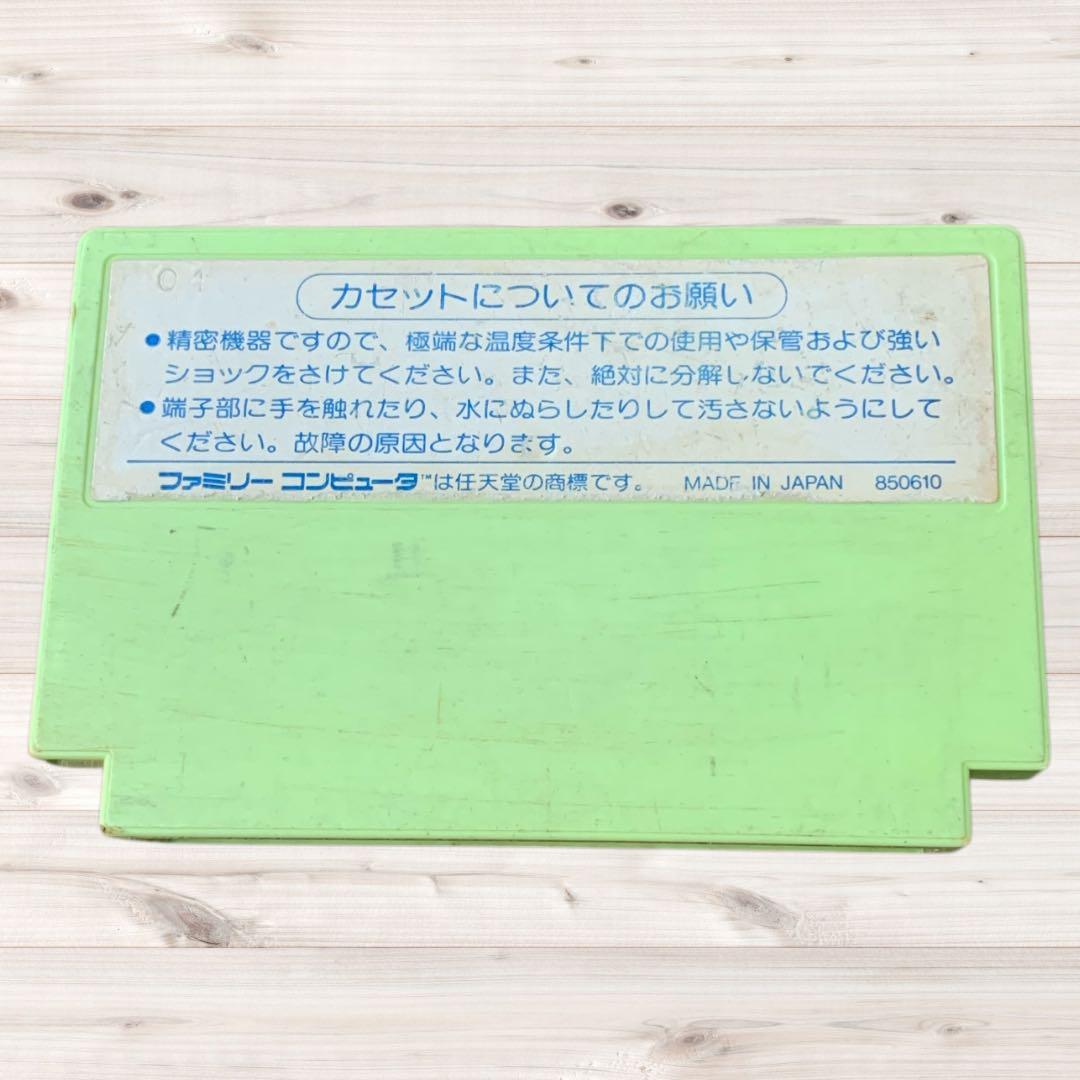 04
カセットについてのお願い
●精密機器ですので、極端な温度条件下での使用や保管および強い
ショックをさけてください。また、絶対に分解しないでください。
●端子部に手を触れたり、水にぬらしたりして汚さないようにして
ください。故障の原因となります。
ファミリーコンピュータ™は任天堂の商標です。 MADE IN JAPAN 850610